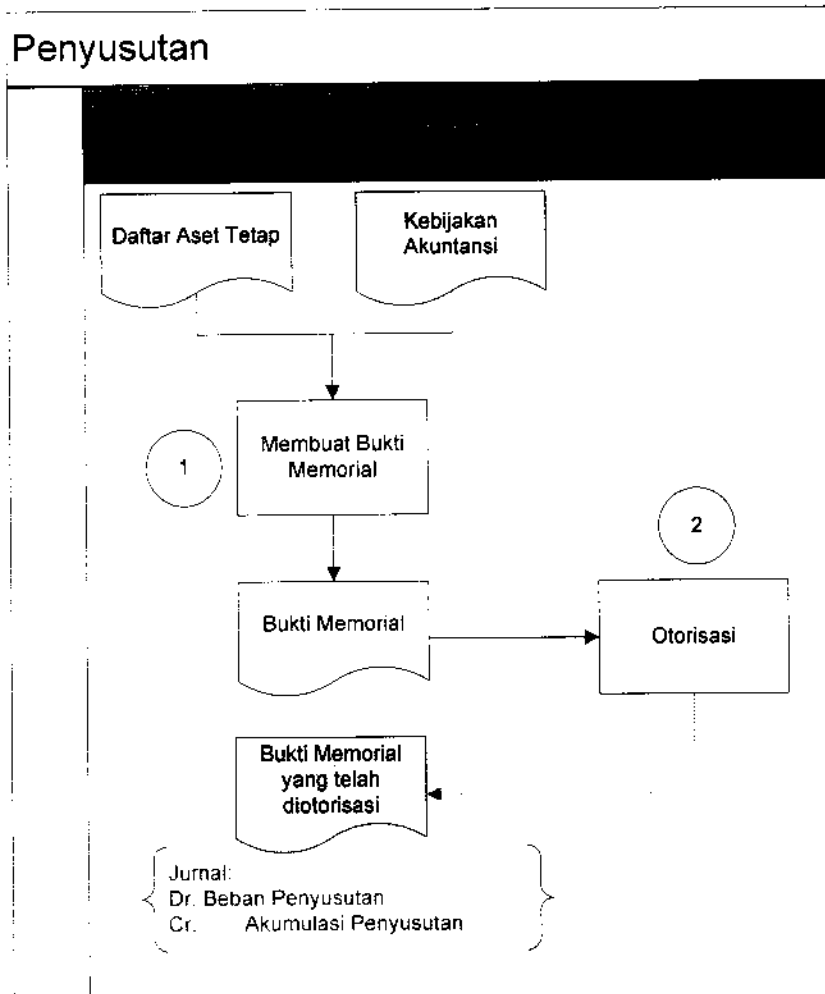 Penyusutan
Daftar Aset Tetap
Kebijakan
Akuntansi
1
Membuat Bukti
Memorial
2
Bukti Memorial
Otorisasi
Bukti Memorial
yang telah
diotorisasi
Jurnal:
Dr. Beban Penyusutan
Cr. Akumulasi Penyusutan